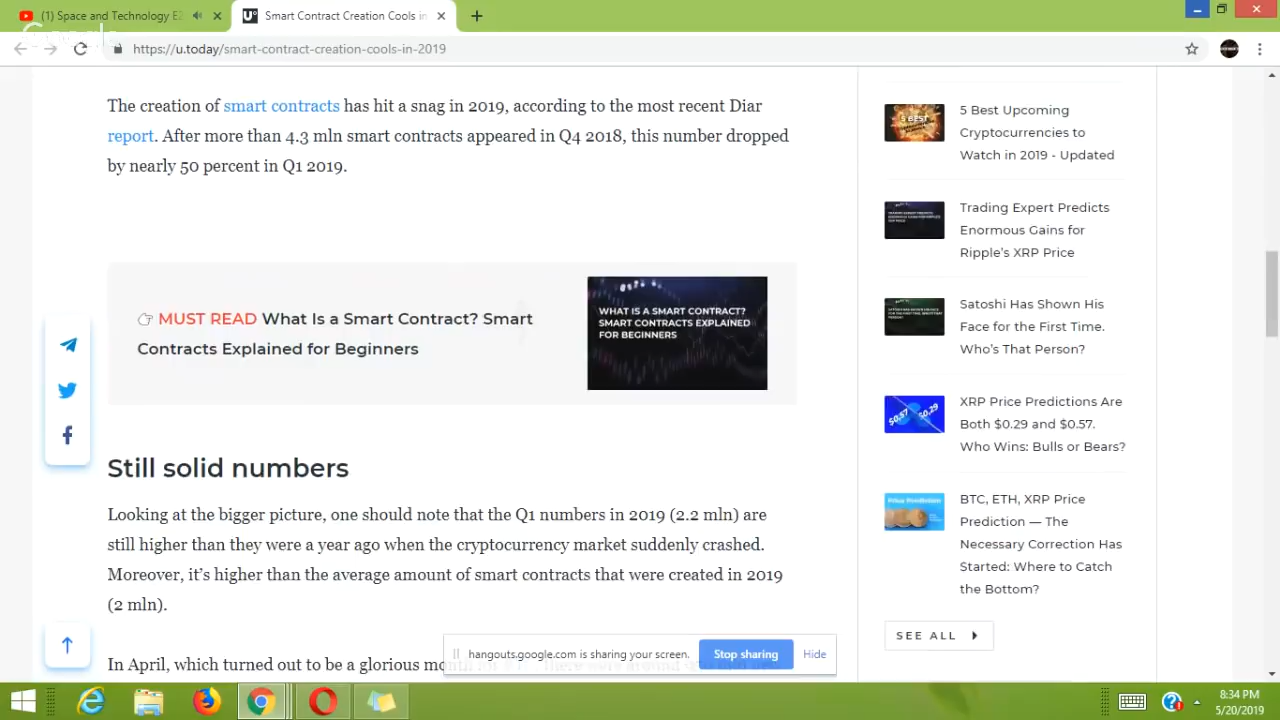 (1) Space and Technology EZ
Smart Contract Creation Cools in
https://u.today/smart-contract-creation-cools-in-2019
The creation of smart contracts has hit a snag in 2019, according to the most recent Diar
report. After more than 4.3 mln smart contracts appeared in Q4 2018, this number dropped
by nearly 50 percent in Q1 2019.
MUST READ What Is a Smart Contract? Smart
Contracts Explained for Beginners
WHAT IS A SMART CONTRACT?
SMART CONTRACTS EXPLAINED
FOR BEGINNERS
Still solid numbers
Looking at the bigger picture, one should note that the Q1 numbers in 2019 (2.2 mln) are
still higher than they were a year ago when the cryptocurrency market suddenly crashed.
Moreover, it's higher than the average amount of smart contracts that were created in 2019
(2 mln).
In April, which turned out to be a glorious
5 Best Upcoming
Cryptocurrencies to
Watch in 2019 - Updated
Trading Expert Predicts
Enormous Gains for
Ripple's XRP Price
Satoshi Has Shown His
Face for the First Time.
Who's That Person?
$0.57
$0.29
XRP Price Predictions Are
Both $0.29 and $0.57.
Who Wins: Bulls or Bears?
Price Prediction
BTC, ETH, XRP Price
Prediction — The
Necessary Correction Has
Started: Where to Catch
the Bottom?
SEE ALL
hangouts.google.com is sharing your screen.
Stop sharing
Hide
8:34 PM
5/20/2019